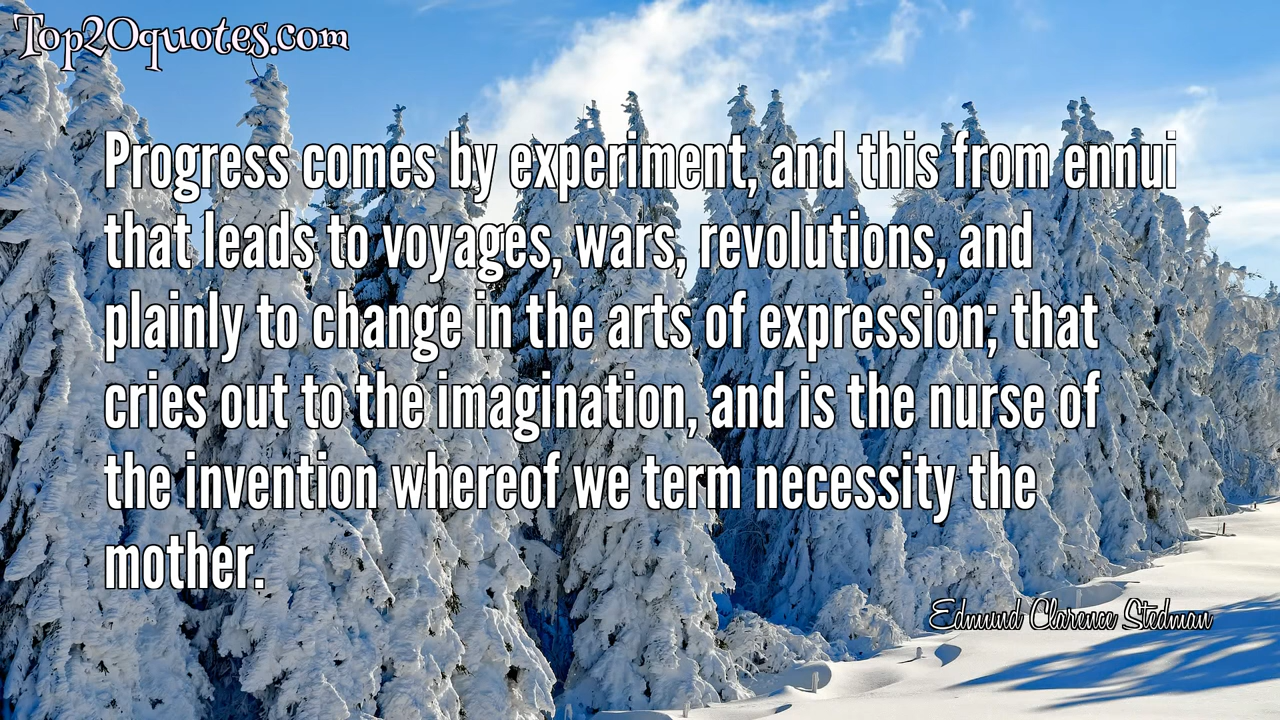 Top20quotes.com
Progress comes by experiment, and this from ennui
that leads to voyages, wars, revolutions, and
plainly to change in the arts of expression; that
cries out to the imagination, and is the nurse of
the invention whereof we term necessity the
mother.
Edmund Clarence Stedman